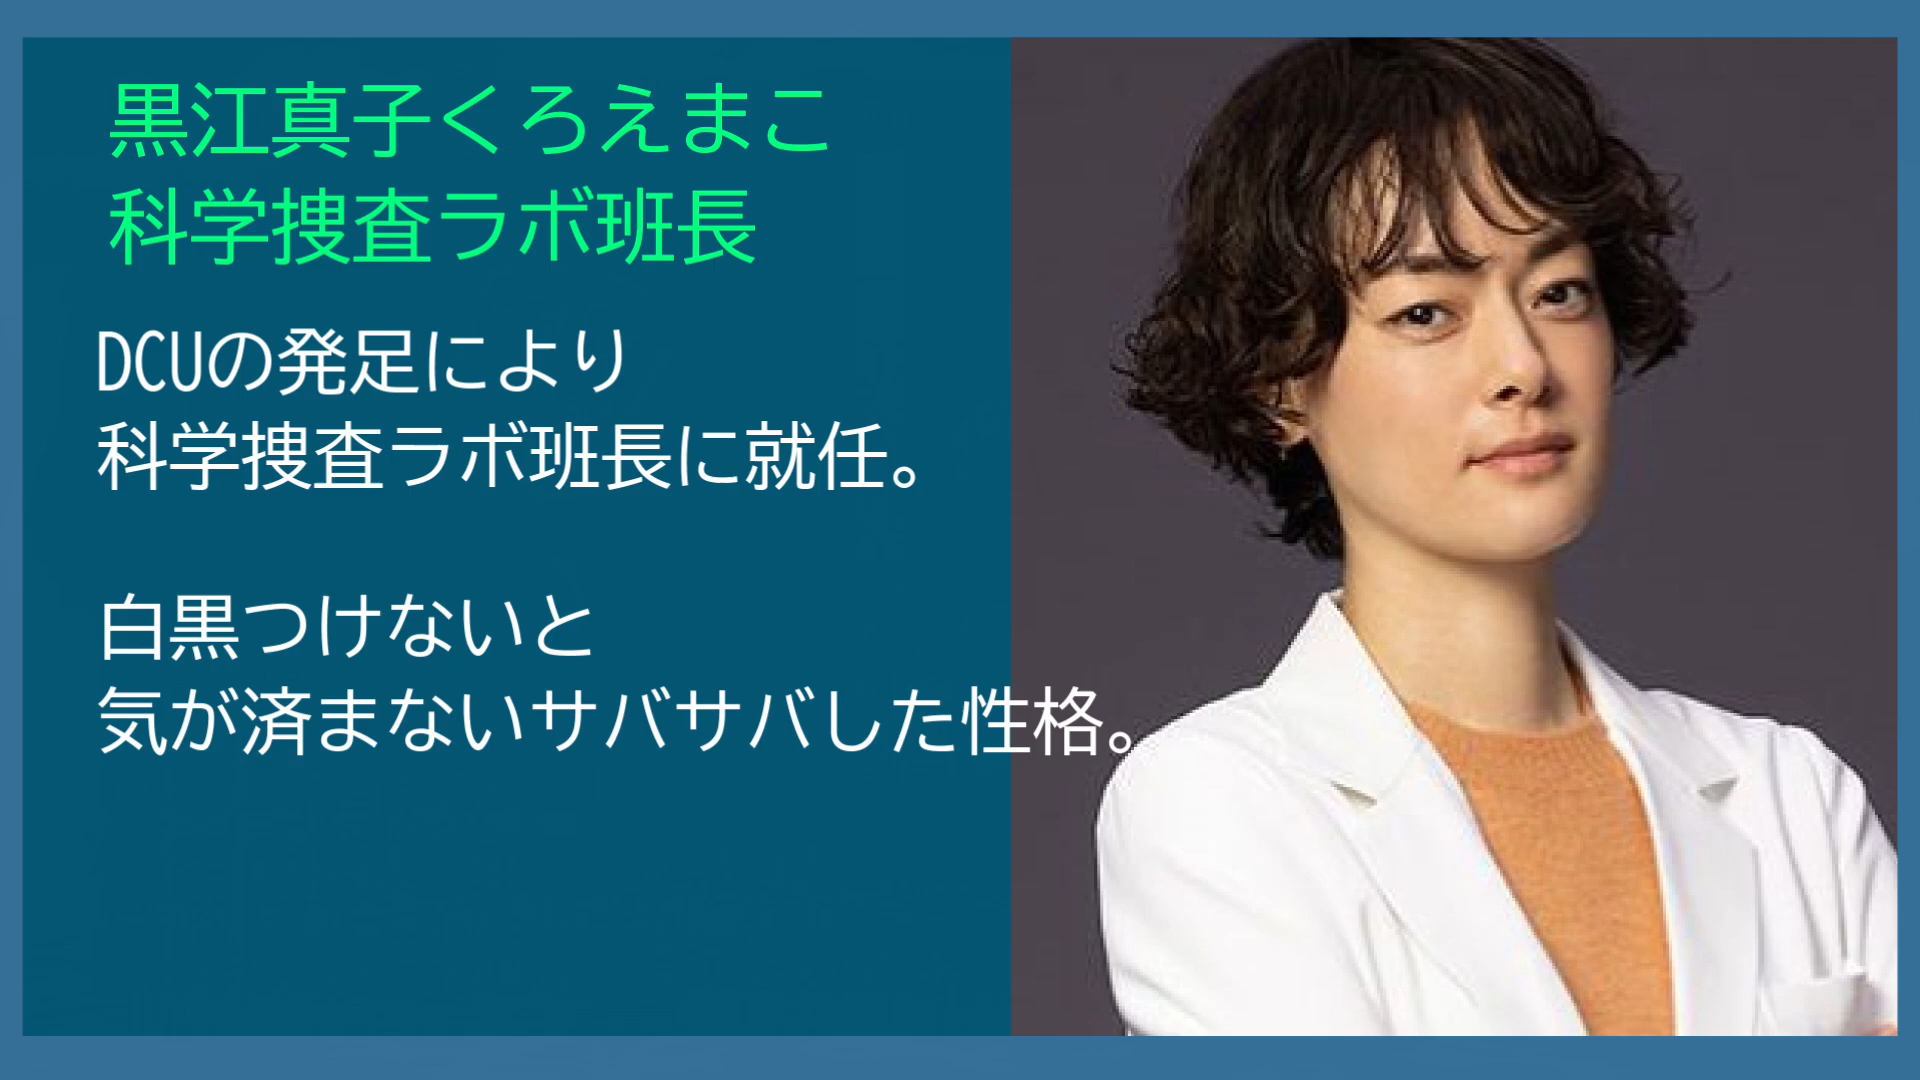 黒江真子くろえまこ
科学捜査ラボ班長
DCUの発足により
科学捜査ラボ班長に就任。
白黒つけないと
気が済まないサバサバした性格。